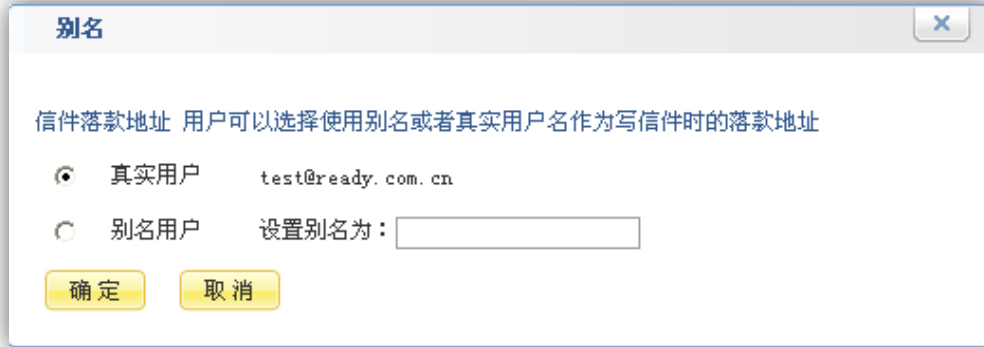 别名
信件落款地址 用户可以选择使用别名或者真实用户名作为写信件时的落款地址
真实用户 test@ready.com.cn
别名用户 设置别名为：
确定 取消